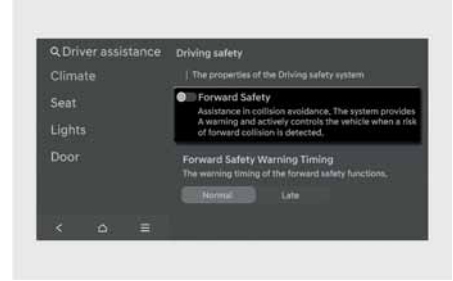 Driver assistance
Climate
Seat
Lights
Door
Driving safety
The properties of the Driving safety system
Forward Safety
Assistance in collision avoidance, The system provides
A warning and actively controls the vehicle when a risk
of forward collision is detected,
Forward Safety Warning Timing
The warning timing of the forward safety functions,
Normal
Late